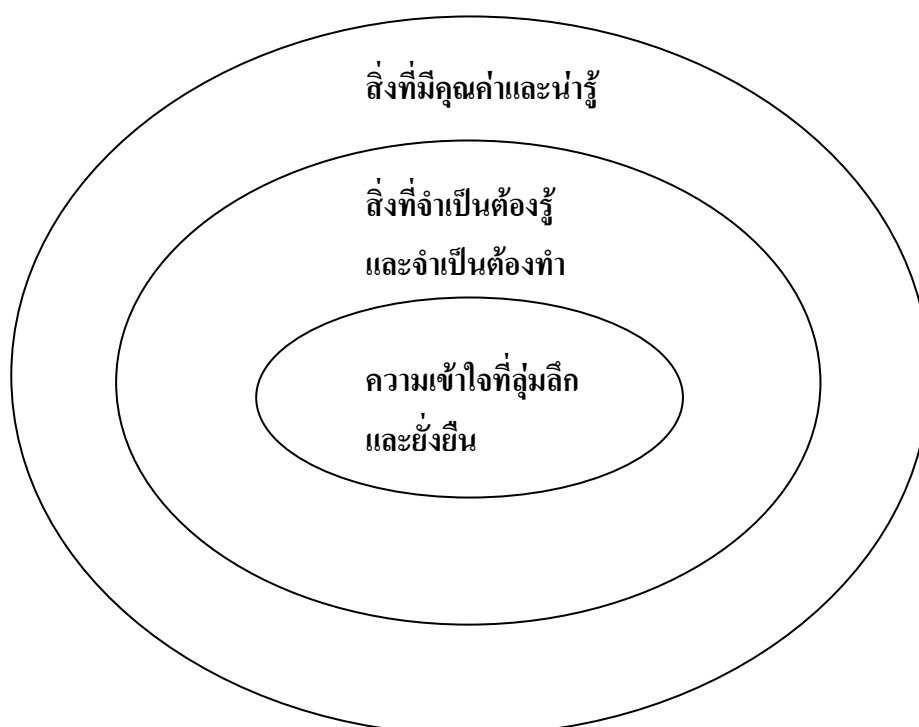 สิ่งที่มีคุณค่าและน่ารู้
สิ่งที่จำเป็นต้องรู้
และจำเป็นต้องทำ
ความเข้าใจที่ลุ่มลึก
และยั่งยืน